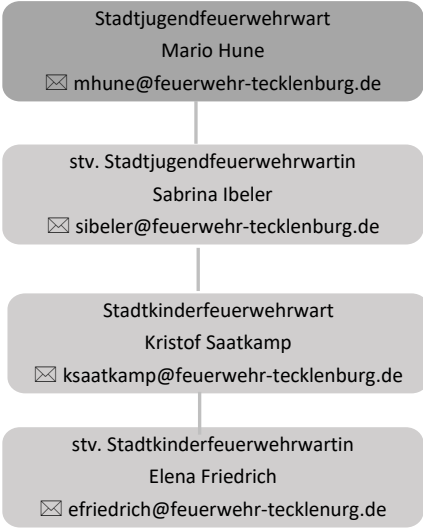 Stadtjugendfeuerwehrwart
Mario Hune
✉ mhune@feuerwehr-tecklenburg.de
stv. Stadtjugendfeuerwehrwartin
Sabrina Ibeler
✉ sibeler@feuerwehr-tecklenburg.de
Stadtkinderfeuerwehrwart
Kristof Saatkamp
✉ ksaatkamp@feuerwehr-tecklenburg.de
stv. Stadtkinderfeuerwehrwartin
Elena Friedrich
✉ efriedrich@feuerwehr-tecklenurg.de